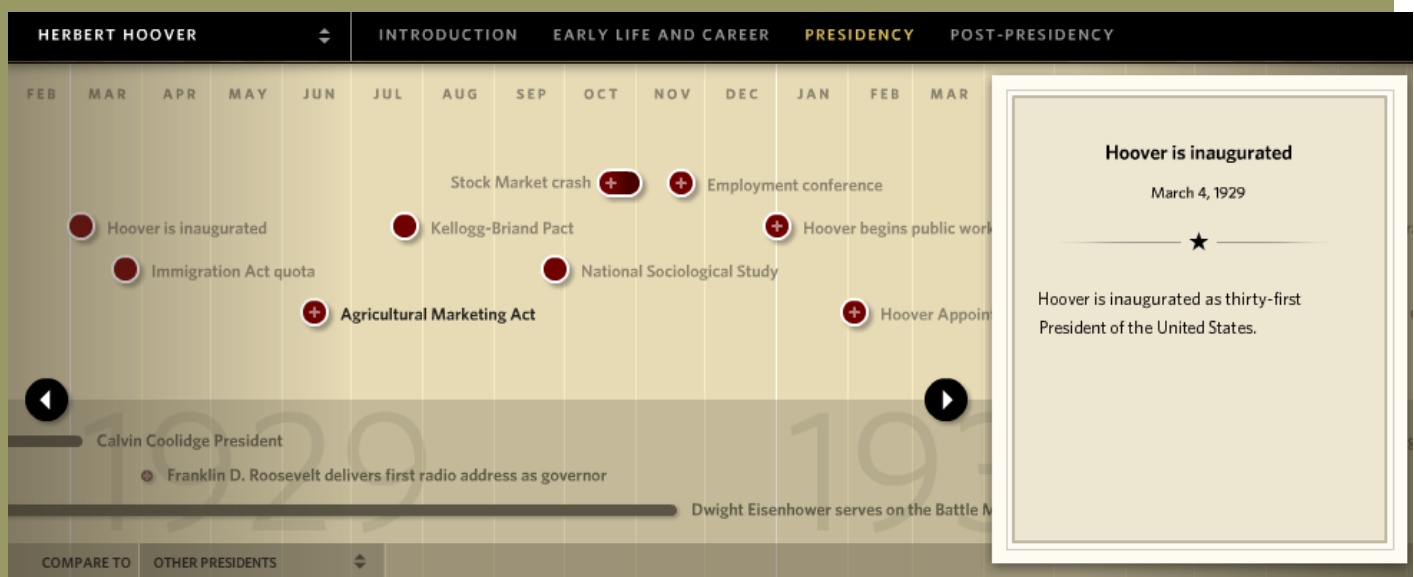 HERBERT HOOVER INTRODUCTION EARLY LIFE AND CAREER PRESIDENCY POST-PRESIDENCY
FEB MAR APR MAY JUN JUL AUG SEP OCT NOV DEC JAN FEB MAR
Stock Market crash Employment conference
Hoover is inaugurated Kellogg-Briand Pact Hoover begins public
Immigration Act quota National Sociological Study
Agricultural Marketing Act Hoover
1929
Calvin Coolidge President
Franklin D. Roosevelt delivers first radio address as governor
Dwight Eisenhower serves on the Battle
COMPARE TO OTHER PRESIDENTS
Hoover is inaugurated
March 4, 1929
Hoover is inaugurated as thirty-first
President of the United States.